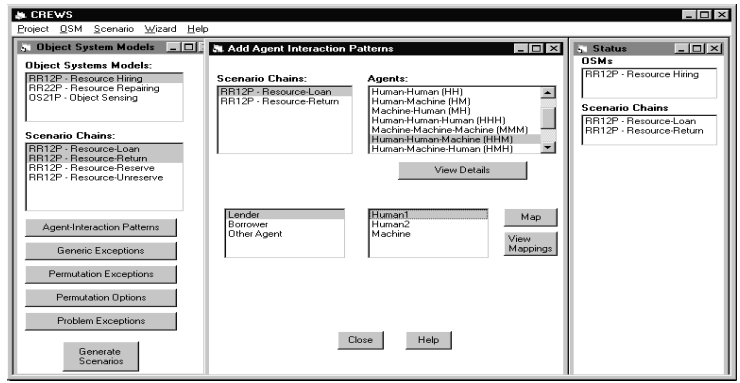 CREWS
Project OSM Scenario Wizard Help
Object System Models
Object Systems Models:
RR12P - Resource Hiring
RR22P - Resource Repairing
OS21P - Object Sensing
Scenario Chains:
RR12P - Resource-Loan
RR12P - Resource-Return
RR12P - Resource-Reserve
RR12P - Resource-Unreserve
Agent-Interaction Patterns
Generic Exceptions
Permutation Exceptions
Permutation Options
Problem Exceptions
Generate
Scenarios
Add Agent Interaction Patterns
Scenario Chains:
RR12P - Resource-Loan
RR12P - Resource-Return
Agents:
Human-Human (HH)
Human-Machine (HM)
Machine-Human (MH)
Human-Human-Human (HHH)
Machine-Machine-Machine (MMM)
Human-Human-Machine (HHM)
Human-Machine-Human (HMH)
View Details
Lender
Borrower
Other Agent
Human1
Human2
Machine
Map
View
Mappings
Close
Help
Status
OSMs
RR12P - Resource Hiring
Scenario Chains
RR12P - Resource-Loan
RR12P - Resource-Return